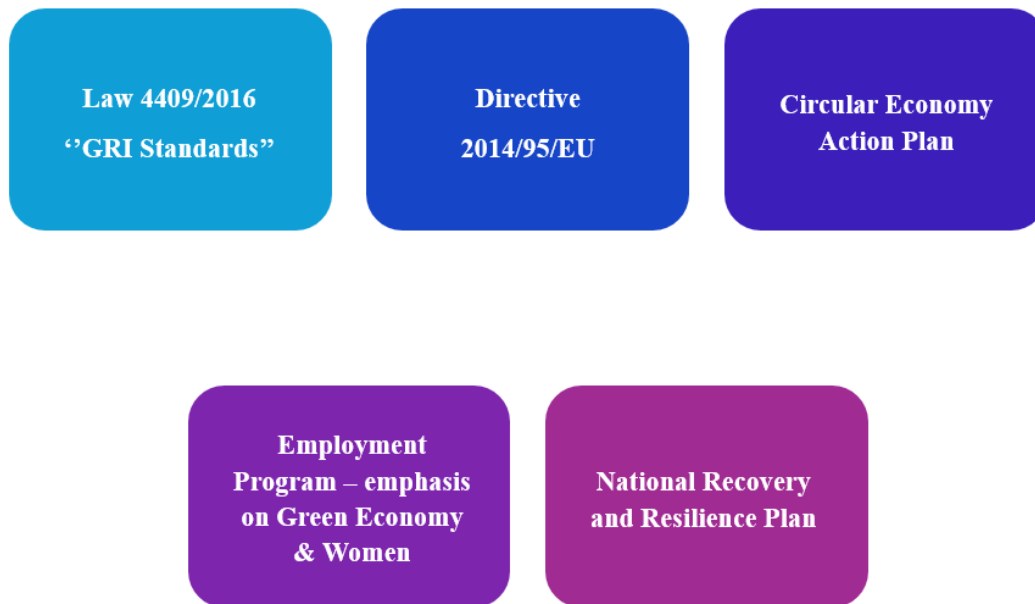 Law 4409/2016
‘’GRI Standards’’
Directive
2014/95/EU
Circular Economy
Action Plan
Employment
Program – emphasis
on Green Economy
& Women
National Recovery
and Resilience Plan